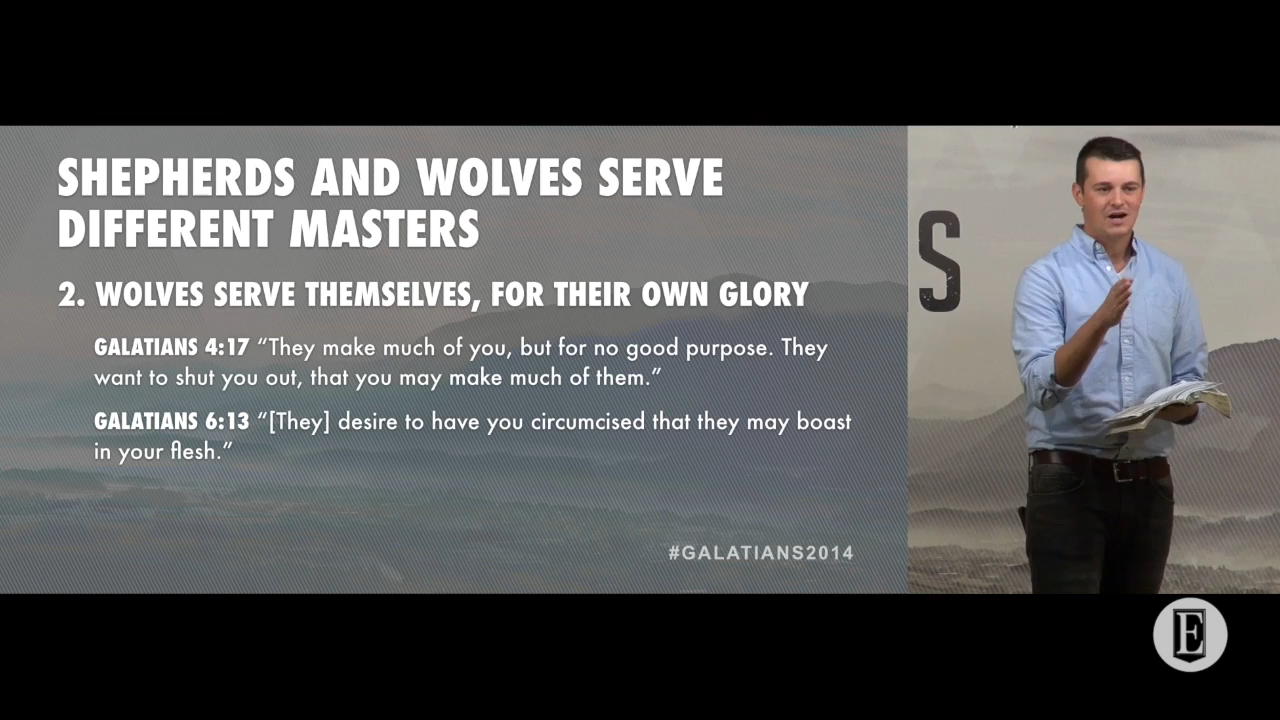 SHEPHERDS AND WOLVES SERVE
DIFFERENT MASTERS
2. WOLVES SERVE THEMSELVES, FOR THEIR OWN GLORY
GALATIANS 4:17 “They make much of you, but for no good purpose. They
want to shut you out, that you may make much of them.”
GALATIANS 6:13 “[They] desire to have you circumcised that they may boast
in your flesh.”
#GALATIANS2014
S
E